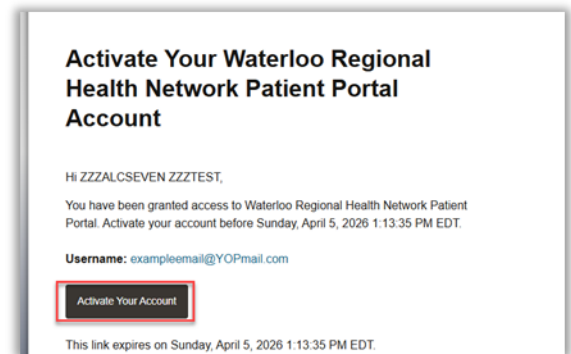 Activate Your Waterloo Regional
Health Network Patient Portal
Account
Hi ZZZALCSEVEN ZZZTEST,
You have been granted access to Waterloo Regional Health Network Patient
Portal. Activate your account before Sunday, April 5, 2026 1:13:35 PM EDT.
Username: exampleemail@YOPmail.com
Activate Your Account
This link expires on Sunday, April 5, 2026 1:13:35 PM EDT.